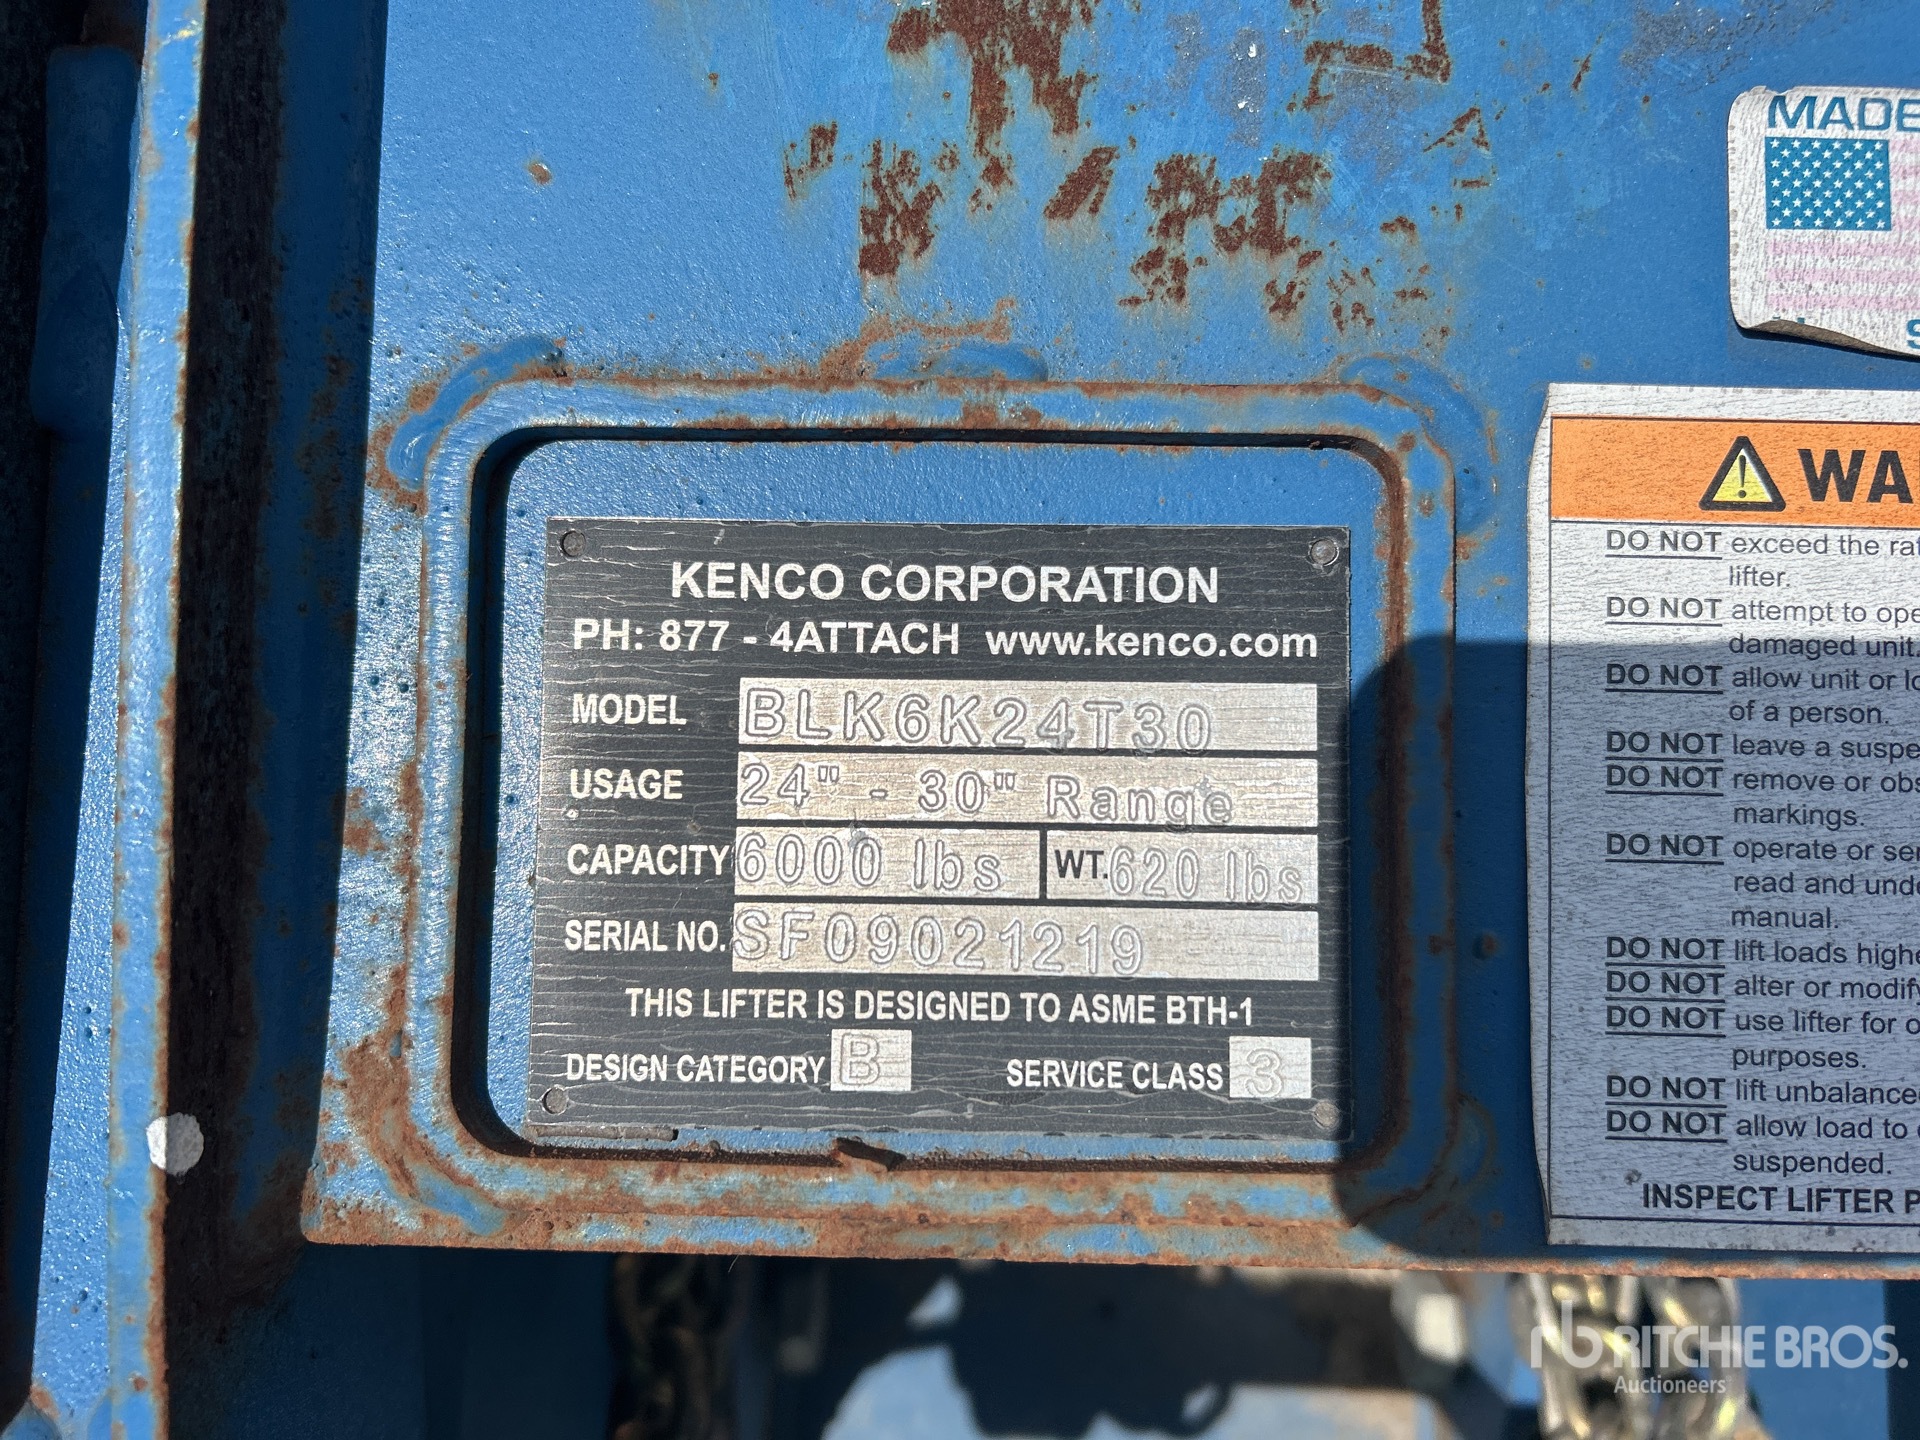 MADE
KENCO CORPORATION
PH: 877 - 4ATTACH www.kenco.com
MODEL BLK6K24T30
USAGE 24" - 30" Range
CAPACITY 6000 lbs WT. 620 lbs
SERIAL NO. SF09021219
THIS LIFTER IS DESIGNED TO ASME BTH-1
DESIGN CATEGORY B SERVICE CLASS 3
WA
DO NOT exceed the ra
lifter.
DO NOT attempt to ope
damaged unit.
DO NOT allow unit or lo
of a person.
DO NOT leave a suspe
DO NOT remove or obs
markings.
DO NOT operate or ser
read and unde
manual.
DO NOT lift loads highe
DO NOT alter or modify
DO NOT use lifter for o
purposes.
DO NOT lift unbalance
DO NOT allow load to
suspended.
INSPECT LIFTER P
rb RITCHIE BROS.
Auctioneers